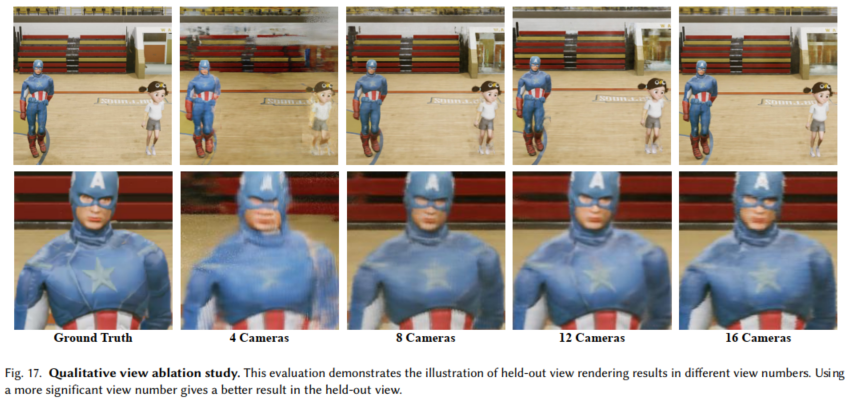 A
A
A
A
A
Ground Truth
4 Cameras
8 Cameras
12 Cameras
16 Cameras
Fig. 17. Qualitative view ablation study. This evaluation demonstrates the illustration of held-out view rendering results in different view numbers. Using
a more significant view number gives a better result in the held-out view.